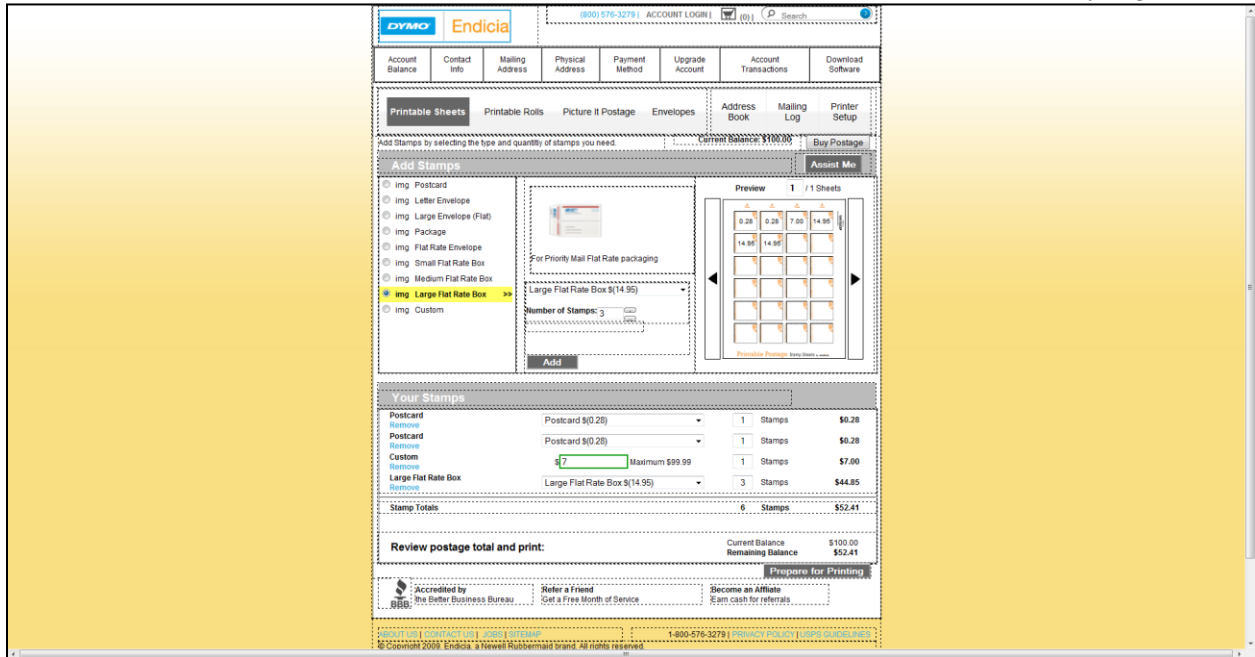 DYMO Endicia
(800) 576-3279 | ACCOUNT LOGIN | (0) | Search
Account Balance Contact Info Mailing Address Physical Address Payment Method Upgrade Account Account Transactions Download Software
Printable Sheets Printable Rolls Picture It Postage Envelopes Address Book Mailing Log Printer Setup
Add Stamps by selecting the type and quantity of stamps you need. Current Balance: $100.00 Buy Postage
Add Stamps Assist Me
img Postcard
img Letter Envelope
img Large Envelope (Flat)
img Package
img Flat Rate Envelope
img Small Flat Rate Box
img Medium Flat Rate Box
img Large Flat Rate Box >>
img Custom
For Priority Mail Flat Rate packaging
Large Flat Rate Box $(14.95)
Number of Stamps: 3
Add
Preview 1 / 1 Sheets
0.28 0.28 7.00 14.95
14.95 14.95
Printable Postage Stamp Sheets
Your Stamps
Postcard
Remove
Postcard $(0.28) 1 Stamps $0.28
Postcard
Remove
Postcard $(0.28) 1 Stamps $0.28
Custom
Remove
$ 7 Maximum $99.99 1 Stamps $7.00
Large Flat Rate Box
Remove
Large Flat Rate Box $(14.95) 3 Stamps $44.85
Stamp Totals 6 Stamps $52.41
Review postage total and print:
Current Balance $100.00
Remaining Balance $52.41
Prepare for Printing
BBB
Accredited by
the Better Business Bureau
Refer a Friend
Get a Free Month of Service
Become an Affliate
Earn cash for referrals
ABOUT US | CONTACT US | JOBS | SITEMAP 1-800-576-3279 | PRIVACY POLICY | USPS GUIDELINES
© Copyright 2009. Endicia, a Newell Rubbermaid brand. All rights reserved.